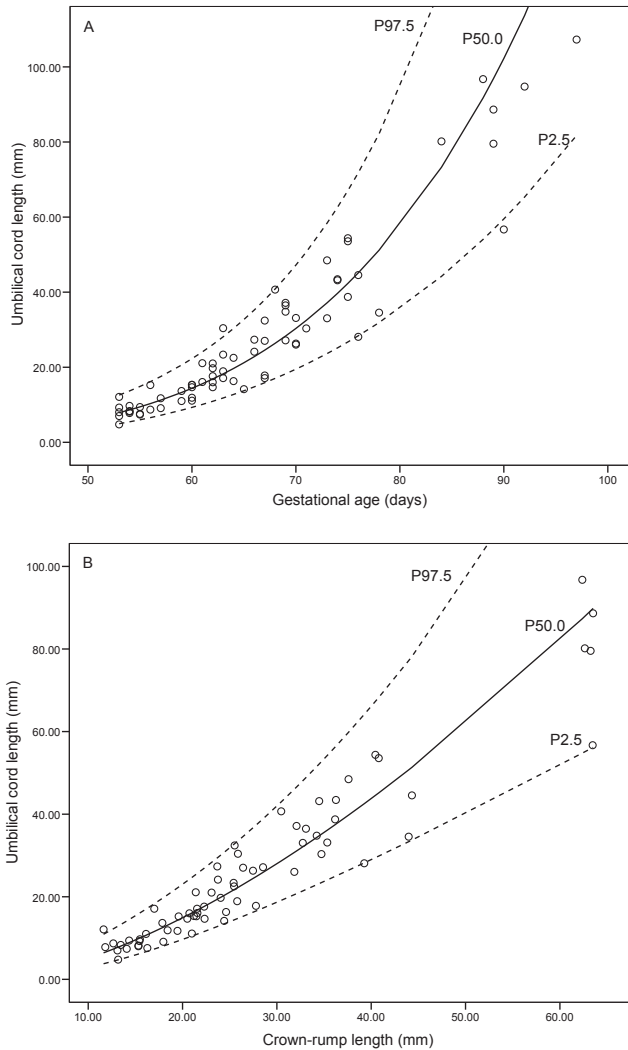 A
P97.5
P50.0
P2.5
100.00
80.00
60.00
40.00
20.00
0.00
Umbilical cord length (mm)
50 60 70 80 90 100
Gestational age (days)
B
P97.5
P50.0
P2.5
100.00
80.00
60.00
40.00
20.00
0.00
Umbilical cord length (mm)
10.00 20.00 30.00 40.00 50.00 60.00
Crown-rump length (mm)